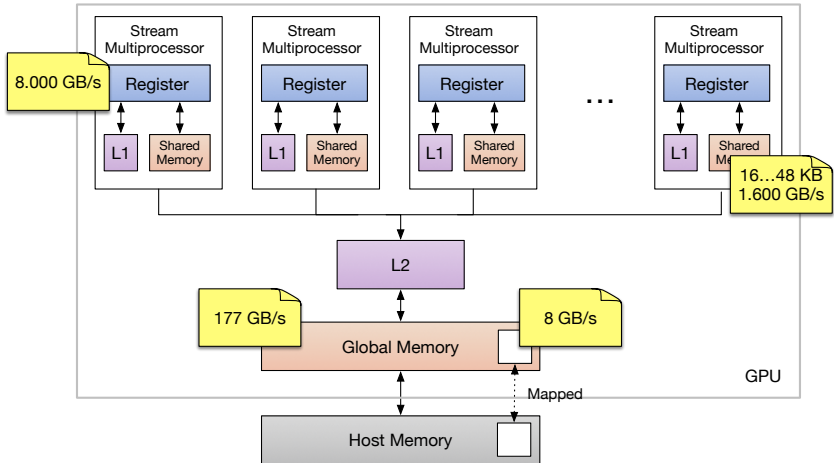 Stream
Multiprocessor
Register
L1
Shared
Memory
8.000 GB/s
Stream
Multiprocessor
Register
L1
Shared
Memory
Stream
Multiprocessor
Register
L1
Shared
Memory
...
Stream
Multiprocessor
Register
L1
Shared
16...48 KB
1.600 GB/s
L2
177 GB/s
Global Memory
8 GB/s
Mapped
GPU
Host Memory